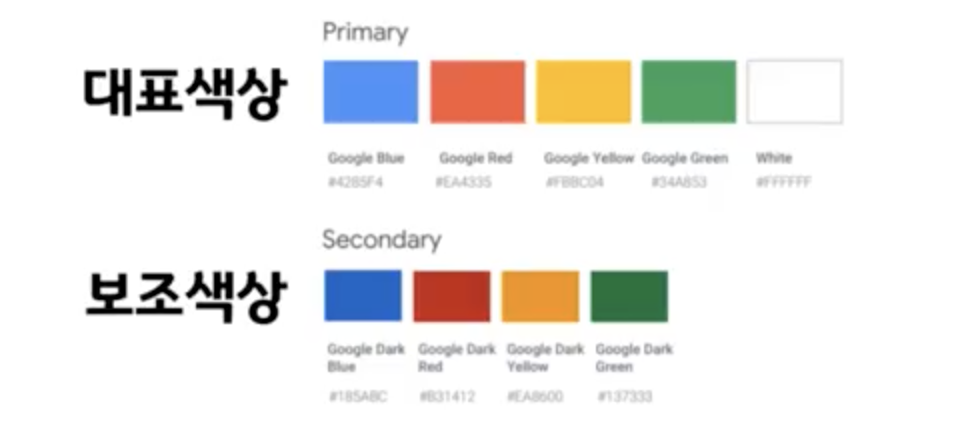 Primary
대표색상
Google Blue Google Red Google Yellow Google Green White
#4285F4 #EA4335 #FBBC04 #34A853 #FFFFFF
Secondary
보조색상
Google Dark Blue Google Dark Red Google Dark Yellow Google Dark Green
#185ABC #B31412 #EA8600 #137333